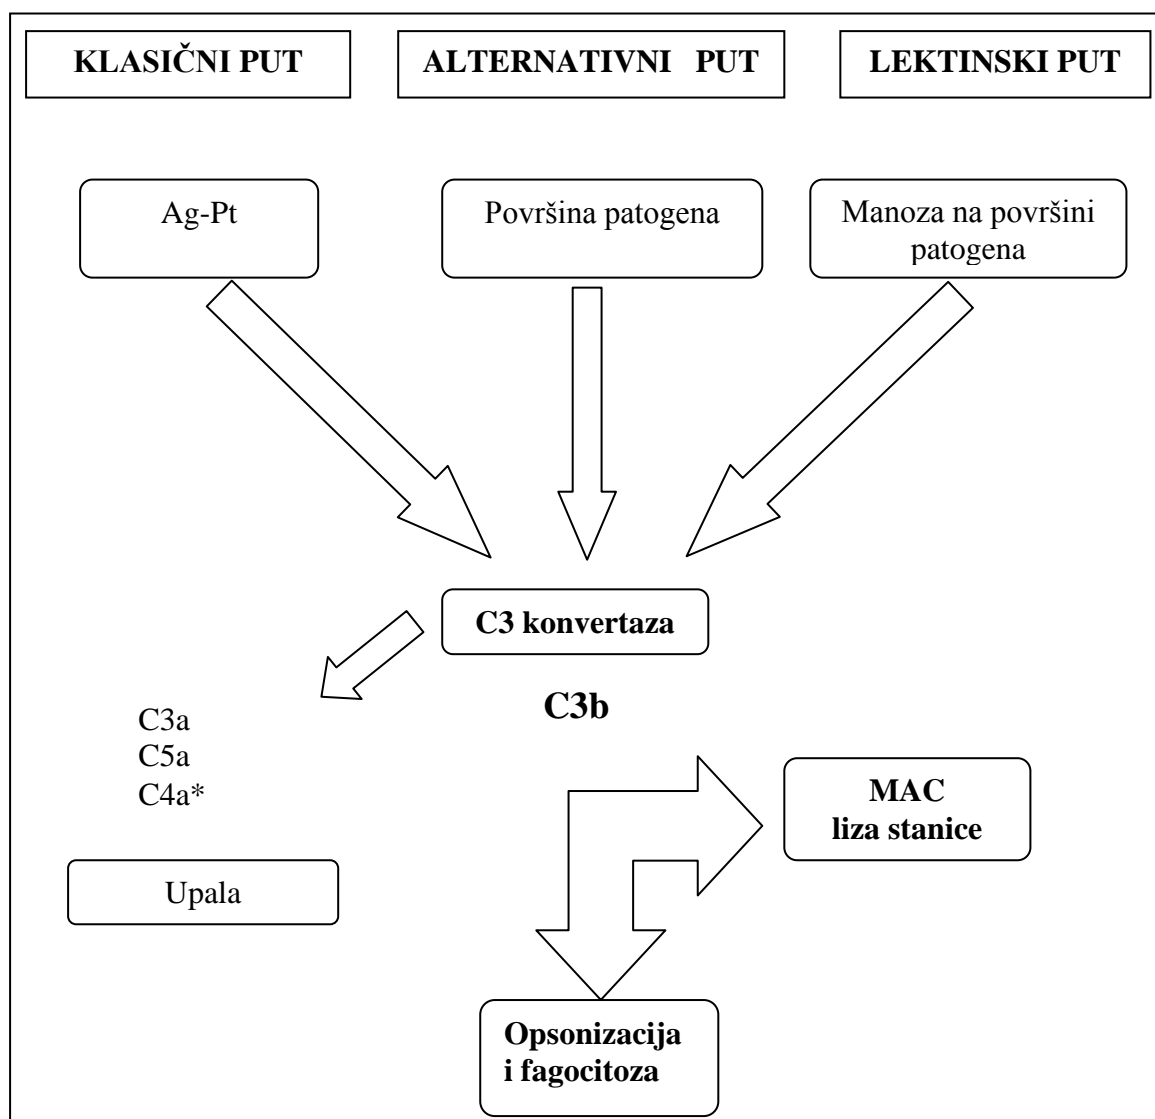 KLASIČNI PUT
ALTERNATIVNI PUT
LEKTINSKI PUT
Ag-Pt
Površina patogena
Manoza na površini
patogena
C3 konvertaza
C3b
C3a
C5a
C4a*
MAC
liza stanice
Upala
Opsonizacija
i fagocitoza